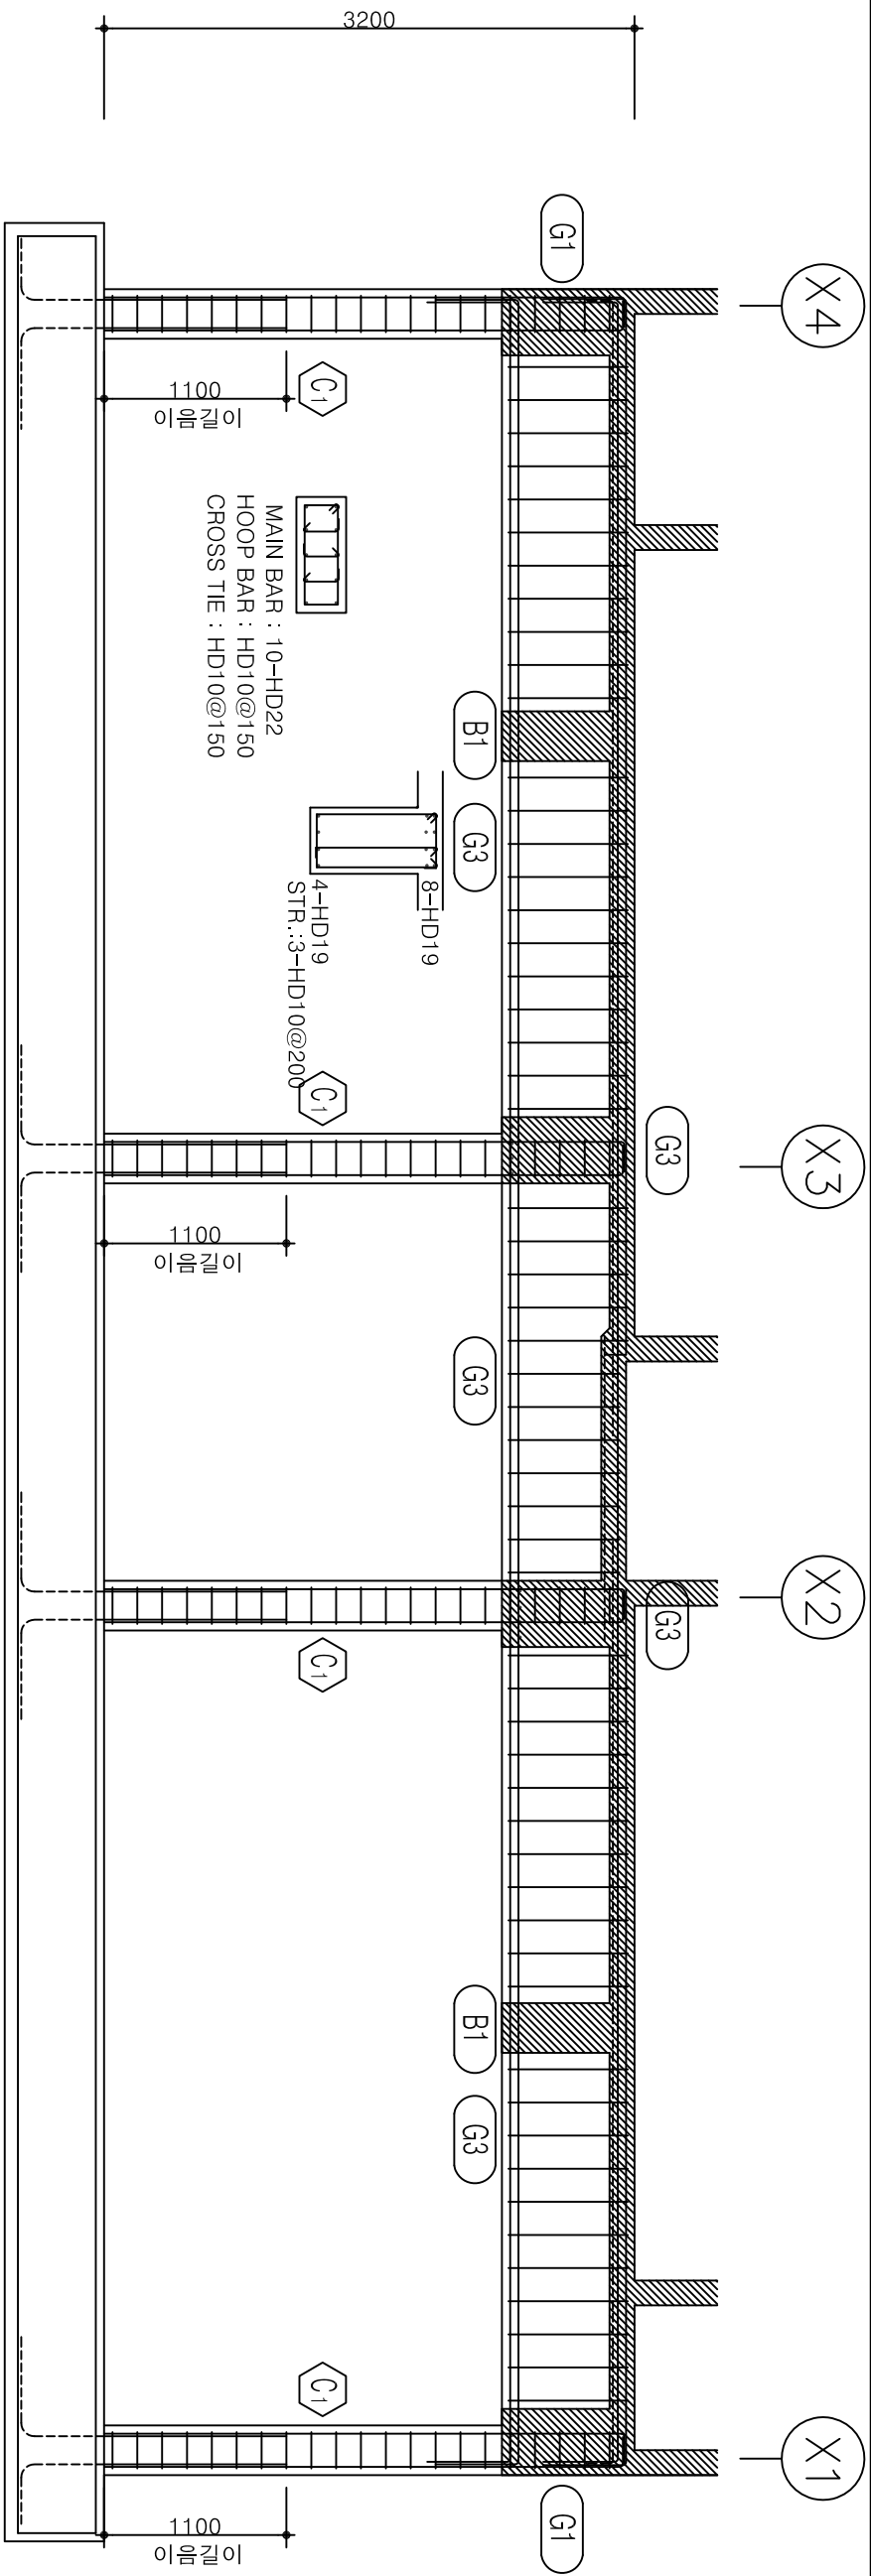 X4
X3
X2
X1
G3
G3
G1
G1
B1
G3
G3
B1
G3
8-HD19
4-HD19
STR.:3-HD10@200
C1
C1
C1
C1
MAIN BAR : 10-HD22
HOOP BAR : HD10@150
CROSS TIE : HD10@150
1100
이음길이
1100
이음길이
1100
이음길이
3200